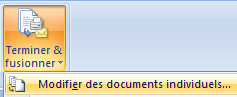 Terminer &
fusionner
Modifier des documents individuels...